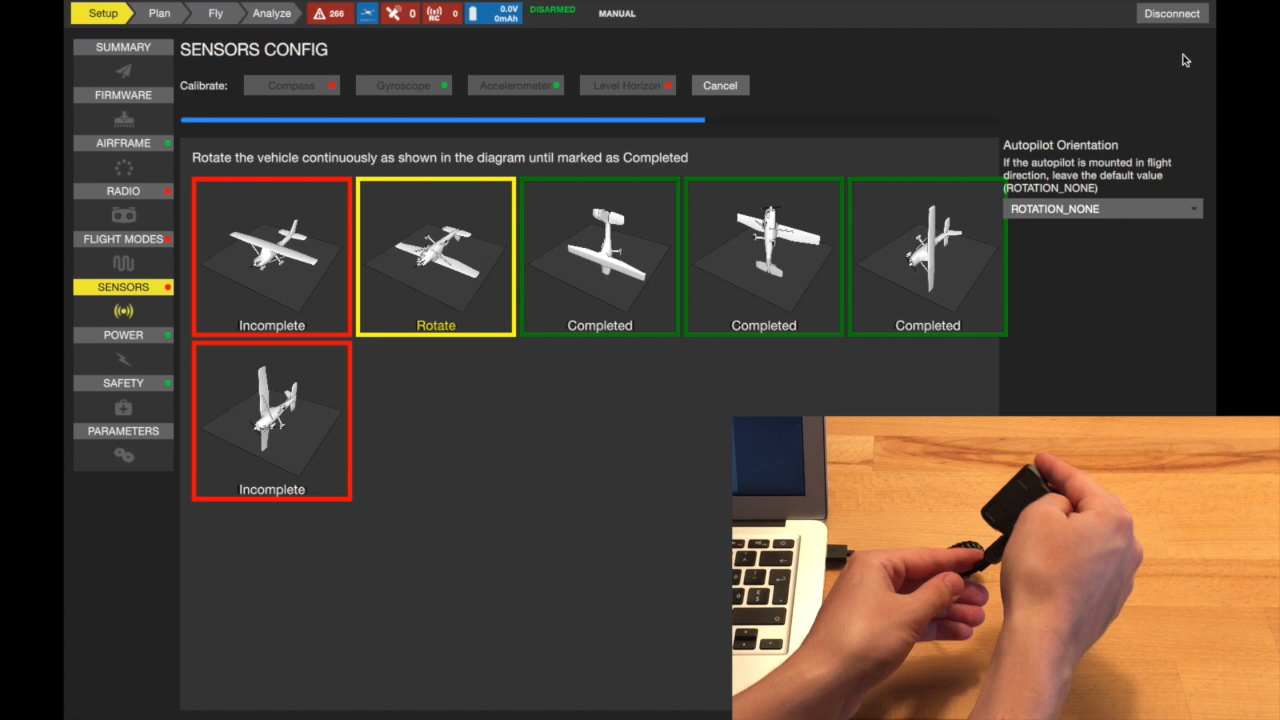 Setup Plan Fly Analyze 266 0 RC 0 0.0V 0mAh DISARMED MANUAL Disconnect
SUMMARY
FIRMWARE
AIRFRAME
RADIO
FLIGHT MODES
SENSORS
POWER
SAFETY
PARAMETERS
SENSORS CONFIG
Calibrate: Compass Gyroscope Accelerometer Level Horizon Cancel
Rotate the vehicle continuously as shown in the diagram until marked as Completed
Incomplete
Rotate
Completed
Completed
Completed
Incomplete
Autopilot Orientation
If the autopilot is mounted in flight
direction, leave the default value
(ROTATION_NONE)
ROTATION_NONE